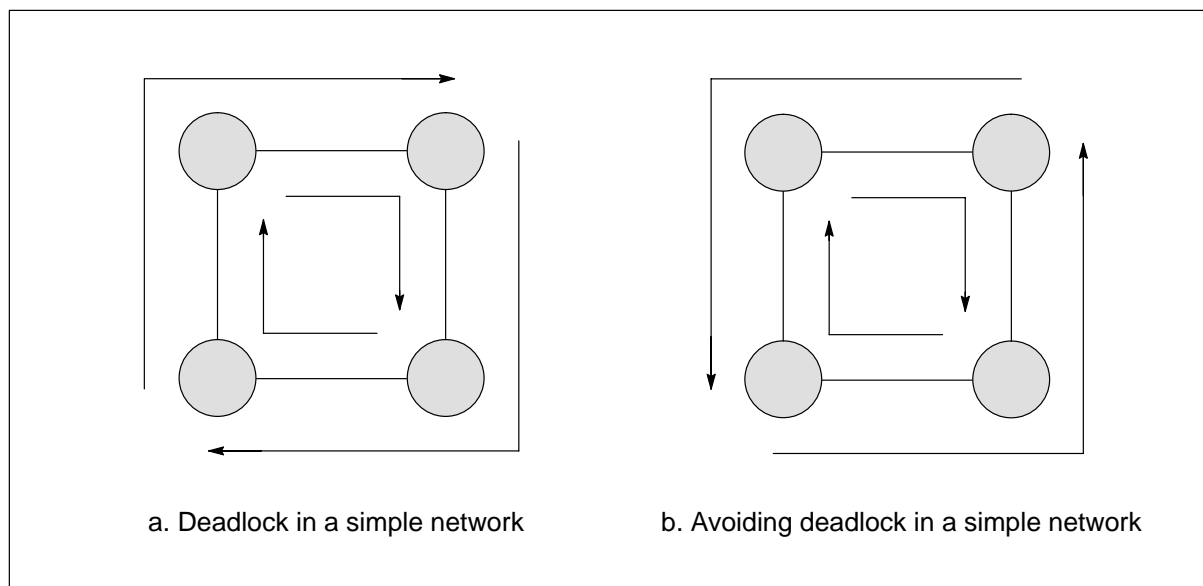 a. Deadlock in a simple network
b. Avoiding deadlock in a simple network